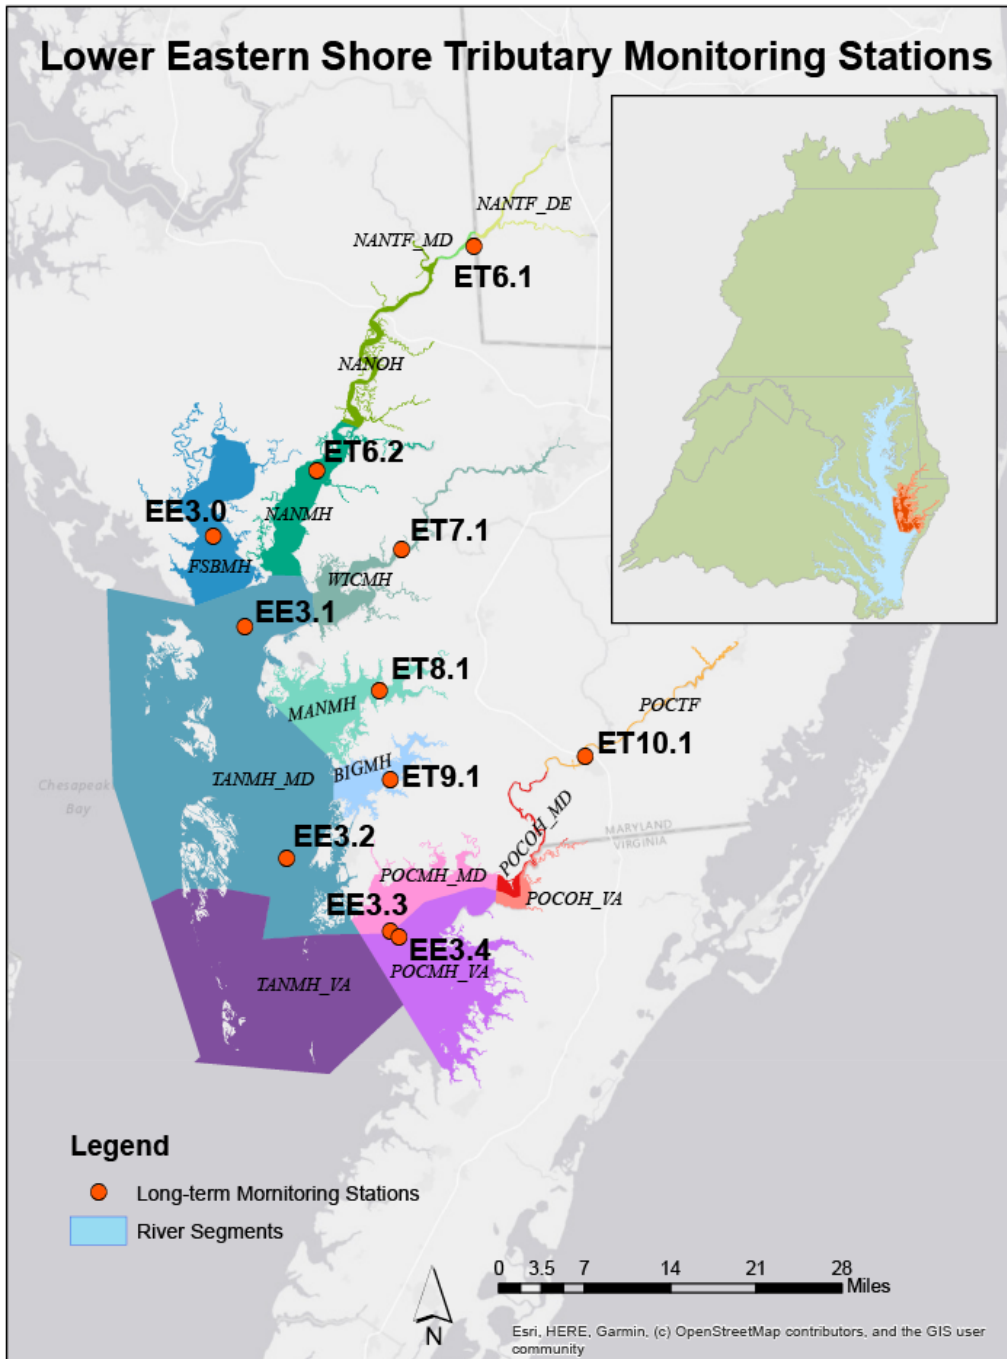 Lower Eastern Shore Tributary Monitoring Stations
NANTF_DE
NANTF_MD
ET6.1
NANOH
ET6.2
EE3.0
NANMH
FSBMH
WICMH
ET7.1
EE3.1
ET8.1
MANMH
POCTF
ET10.1
BIGMH
TANMH_MD
ET9.1
Chesapeak
Bay
EE3.2
POCOH_MD
MARYLAND
VIRGINIA
POCMH_MD
POCOH_VA
EE3.3
EE3.4
POCMH_VA
TANMH_VA
Legend
Long-term Mornitoring Stations
River Segments
0 3.5 7 14 21 28
Miles
N
Esri, HERE, Garmin, (c) OpenStreetMap contributors, and the GIS user
community